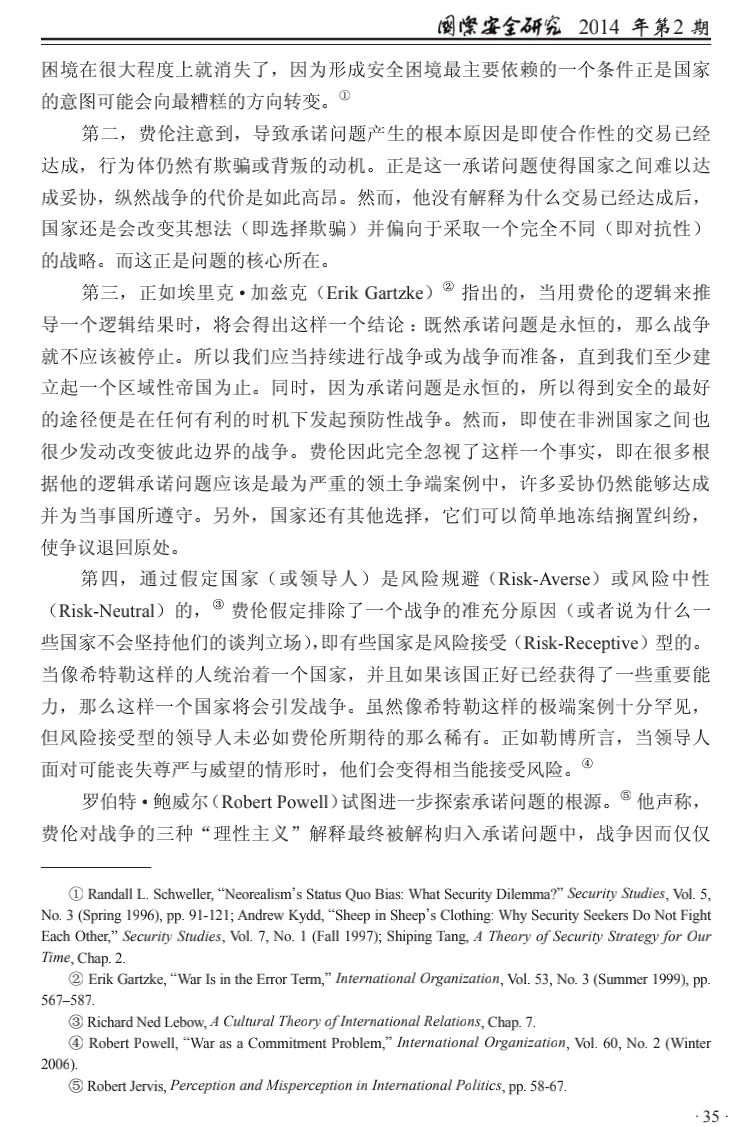 國際安全研究 2014 年第2 期
困境在很大程度上就消失了，因为形成安全困境最主要依赖的一个条件正是国家
的意图可能会向最糟糕的方向转变。①
第二，费伦注意到，导致承诺问题产生的根本原因是即使合作性的交易已经
达成，行为体仍然有欺骗或背叛的动机。正是这一承诺问题使得国家之间难以达
成妥协，纵然战争的代价是如此高昂。然而，他没有解释为什么交易已经达成后，
国家还是会改变其想法（即选择欺骗）并偏向于采取一个完全不同（即对抗性）
的战略。而这正是问题的核心所在。
第三，正如埃里克·加兹克（Erik Gartzke）② 指出的，当用费伦的逻辑来推
导一个逻辑结果时，将会得出这样一个结论：既然承诺问题是永恒的，那么战争
就不应该被停止。所以我们应当持续进行战争或为战争而准备，直到我们至少建
立起一个区域性帝国为止。同时，因为承诺问题是永恒的，所以得到安全的最好
的途径便是在任何有利的时机下发起预防性战争。然而，即使在非洲国家之间也
很少发动改变彼此边界的战争。费伦因此完全忽视了这样一个事实，即在很多根
据他的逻辑承诺问题应该是最为严重的领土争端案例中，许多妥协仍然能够达成
并为当事国所遵守。另外，国家还有其他选择，它们可以简单地冻结搁置纠纷，
使争议退回原处。
第四，通过假定国家（或领导人）是风险规避（Risk-Averse）或风险中性
（Risk-Neutral）的，③ 费伦假定排除了一个战争的准充分原因（或者说为什么一
些国家不会坚持他们的谈判立场），即有些国家是风险接受（Risk-Receptive）型的。
当像希特勒这样的人统治着一个国家，并且如果该国正好已经获得了一些重要能
力，那么这样一个国家将会引发战争。虽然像希特勒这样的极端案例十分罕见，
但风险接受型的领导人未必如费伦所期待的那么稀有。正如勒博所言，当领导人
面对可能丧失尊严与威望的情形时，他们会变得相当能接受风险。④
罗伯特·鲍威尔（Robert Powell）试图进一步探索承诺问题的根源。⑤ 他声称，
费伦对战争的三种“理性主义”解释最终被解构归入承诺问题中，战争因而仅仅
① Randall L. Schweller, “Neorealism’s Status Quo Bias: What Security Dilemma?” Security Studies, Vol. 5,
No. 3 (Spring 1996), pp. 91-121; Andrew Kydd, “Sheep in Sheep’s Clothing: Why Security Seekers Do Not Fight
Each Other,” Security Studies, Vol. 7, No. 1 (Fall 1997); Shiping Tang, A Theory of Security Strategy for Our
Time, Chap. 2.
② Erik Gartzke, “War Is in the Error Term,” International Organization, Vol. 53, No. 3 (Summer 1999), pp.
567–587.
③ Richard Ned Lebow, A Cultural Theory of International Relations, Chap. 7.
④ Robert Powell, “War as a Commitment Problem,” International Organization, Vol. 60, No. 2 (Winter
2006).
⑤ Robert Jervis, Perception and Misperception in International Politics, pp. 58-67.
· 35 ·